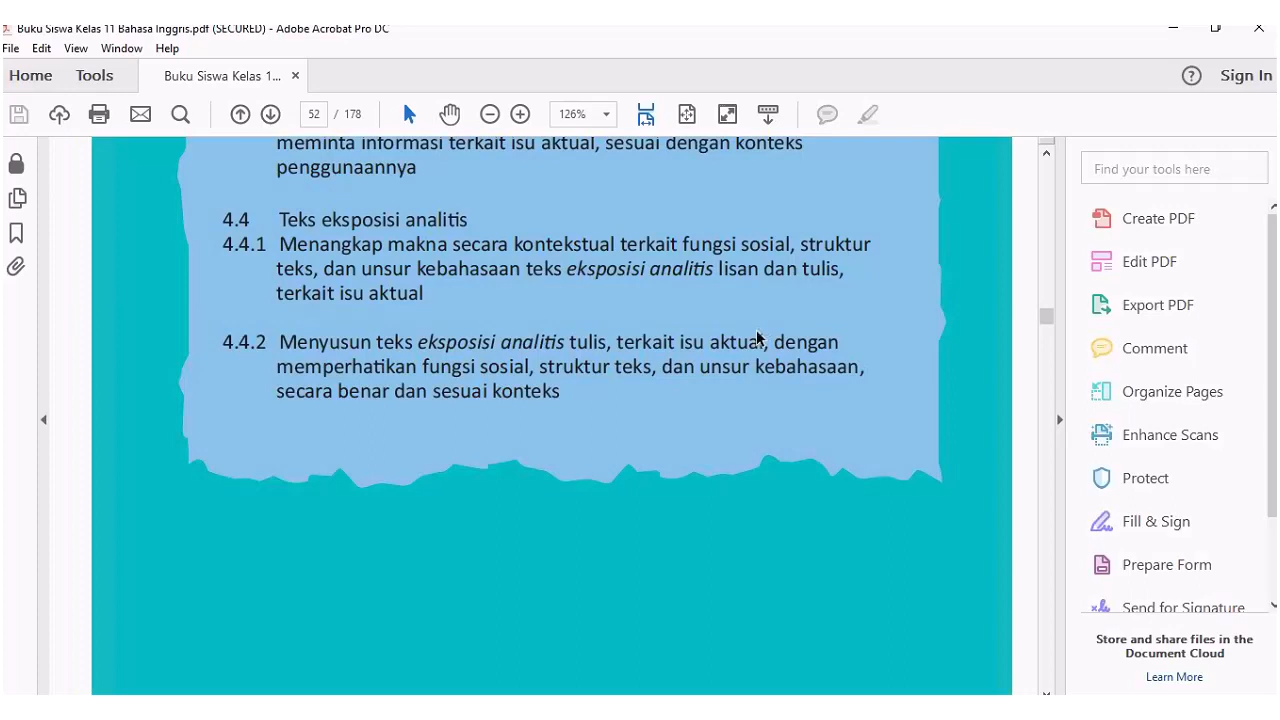 Buku Siswa Kelas 11 Bahasa Inggris.pdf (SECURED) - Adobe Acrobat Pro DC
File Edit View Window Help
Home Tools Buku Siswa Kelas 1... × Sign In
52 / 178 126%
meminta informasi terkait isu aktual, sesuai dengan konteks
penggunaannya
4.4 Teks eksposisi analitis
4.4.1 Menangkap makna secara kontekstual terkait fungsi sosial, struktur
teks, dan unsur kebahasaan teks eksposisi analitis lisan dan tulis,
terkait isu aktual
4.4.2 Menyusun teks eksposisi analitis tulis, terkait isu aktual, dengan
memperhatikan fungsi sosial, struktur teks, dan unsur kebahasaan,
secara benar dan sesuai konteks
Find your tools here
Create PDF
Edit PDF
Export PDF
Comment
Organize Pages
Enhance Scans
Protect
Fill & Sign
Prepare Form
Send for Signature
Store and share files in the
Document Cloud
Learn More